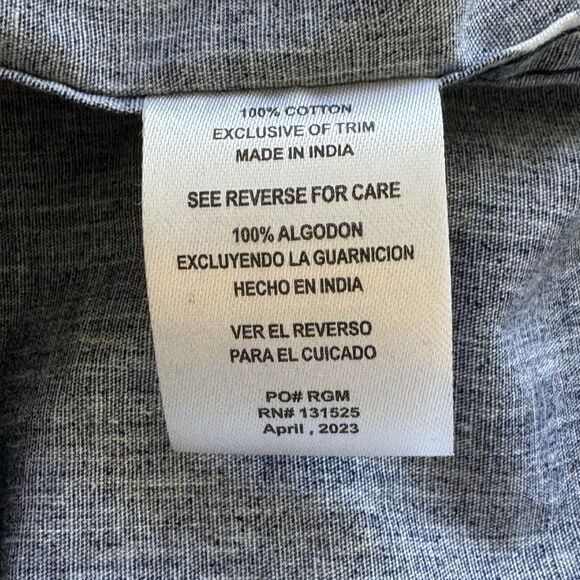 100% COTTON
EXCLUSIVE OF TRIM
MADE IN INDIA
SEE REVERSE FOR CARE
100% ALGODON
EXCLUYENDO LA GUARNICION
HECHO EN INDIA
VER EL REVERSO
PARA EL CUICADO
PO# RGM
RN# 131525
April , 2023